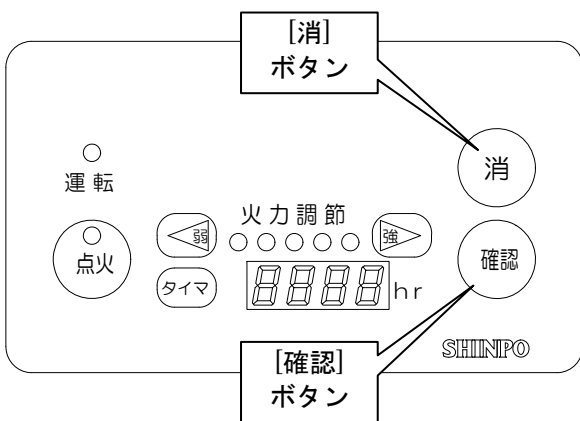 [消]
ボタン
消
運転
火力調節
弱
強
点火
確認
タイマ
8888
hr
SHINPO
[確認]
ボタン